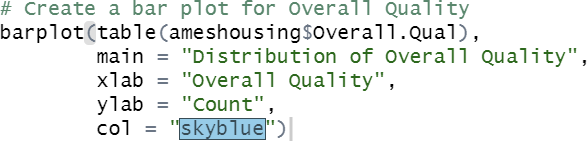 # Create a bar plot for Overall Quality
barplot(table(ameshousing$Overall.Qual),
        main = "Distribution of Overall Quality",
        xlab = "Overall Quality",
        ylab = "Count",
        col = "skyblue")